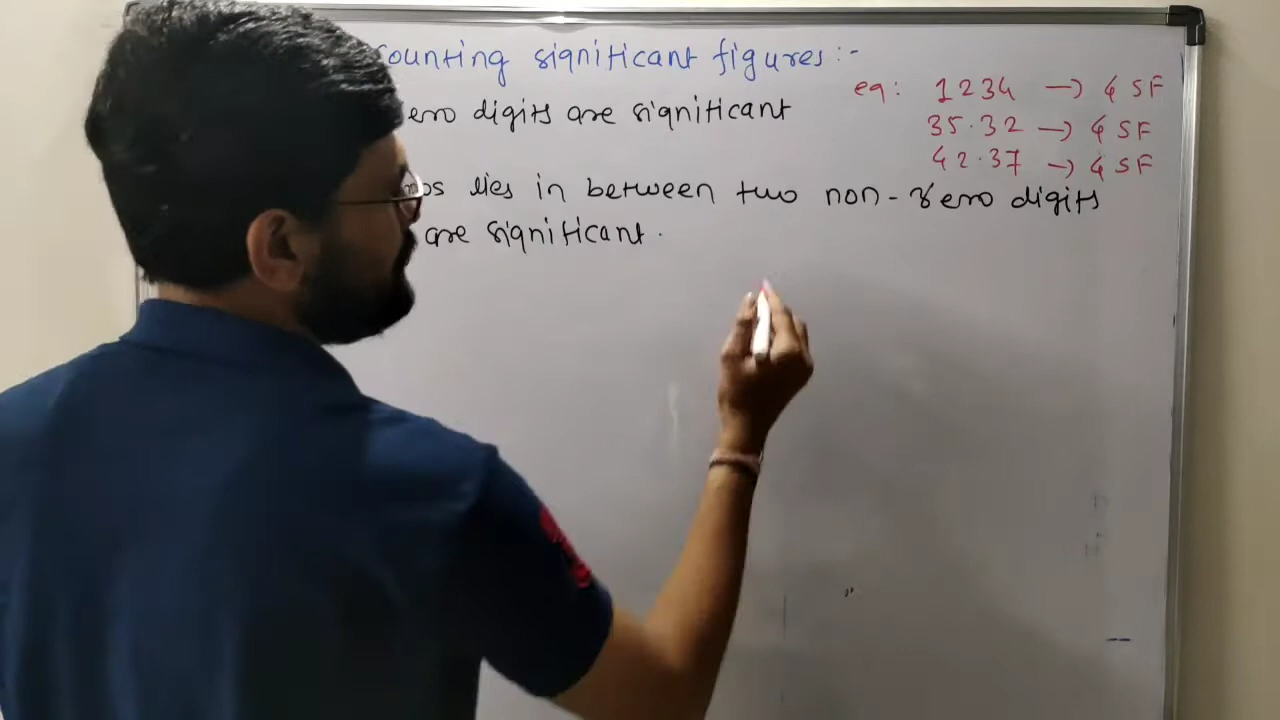 ounting significant figures :-
eg : 1234 → 4 SF
ero digits are significant
35.32 → 4 SF
42.37 → 4 SF
os lies in between two non-zero digits
are significant.